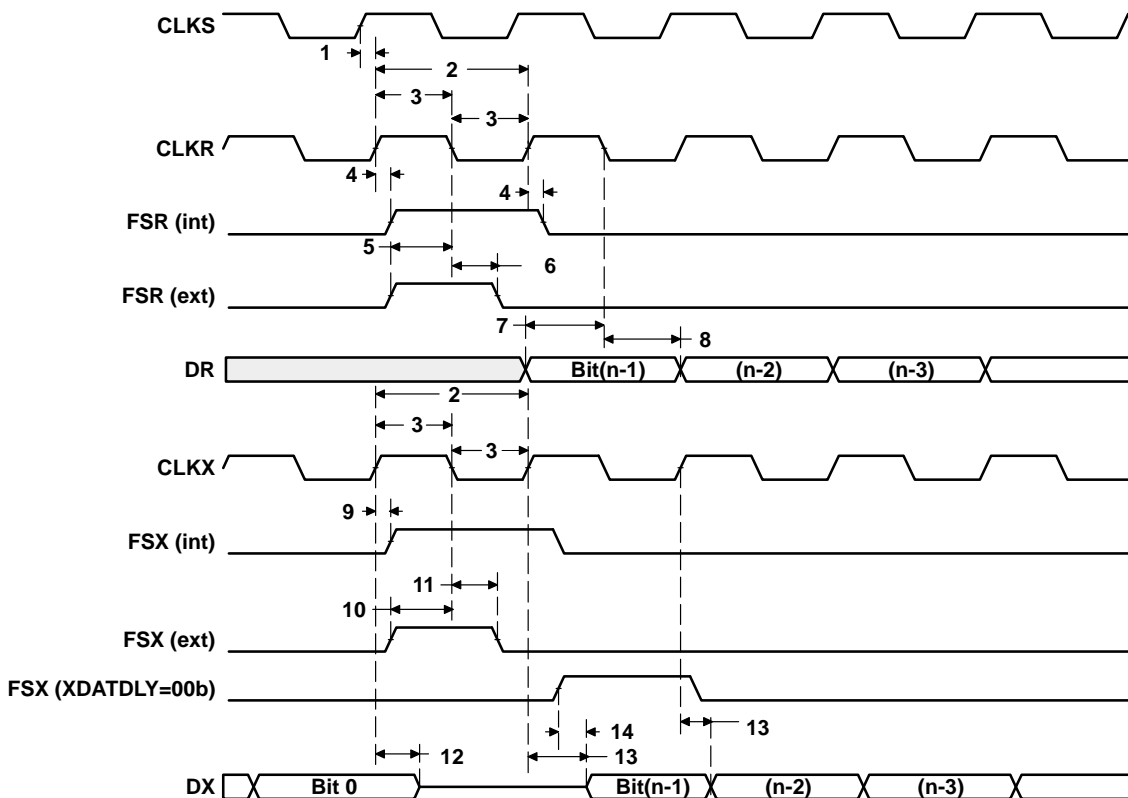 CLKS
1
2
3
3
CLKR
4
4
FSR (int)
5
6
FSR (ext)
7
8
DR
Bit(n-1)
(n-2)
(n-3)
2
3
3
CLKX
9
FSX (int)
11
10
FSX (ext)
FSX (XDATDLY=00b)
14
13
12
13
DX
Bit 0
Bit(n-1)
(n-2)
(n-3)